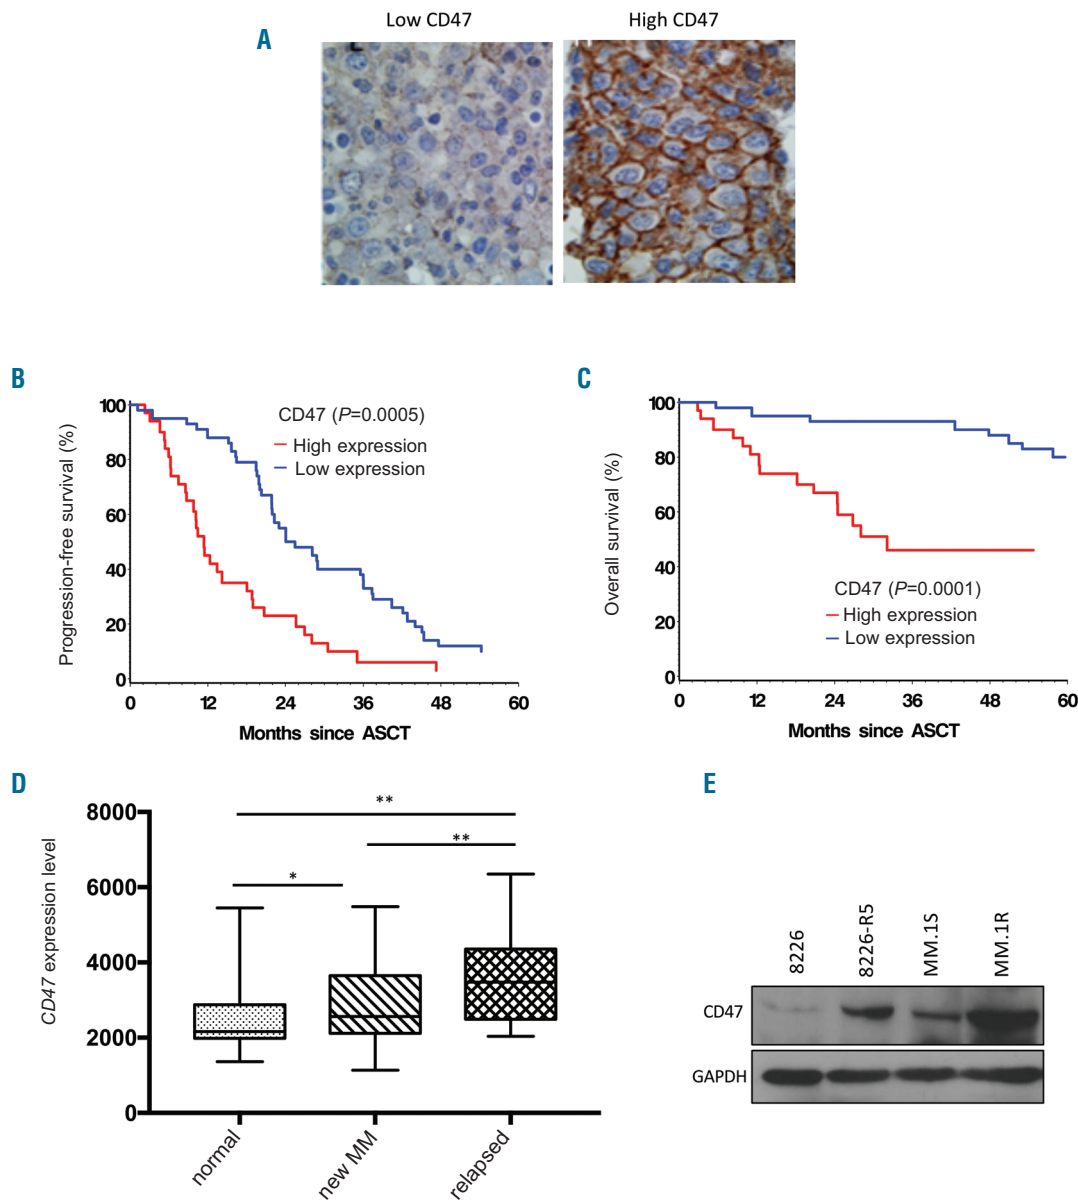 Low CD47
High CD47
A
B
Progression-free survival (%)
100
80
60
40
20
0
CD47 (P=0.0005)
High expression
Low expression
0 12 24 36 48 60
Months since ASCT
C
Overall survival (%)
100
80
60
40
20
0
CD47 (P=0.0001)
High expression
Low expression
0 12 24 36 48 60
Months since ASCT
D
CD47 expression level
8000
6000
4000
2000
0
**
**
*
normal
new MM
relapsed
E
8226
8226-R5
MM.1S
MM.1R
CD47
GAPDH